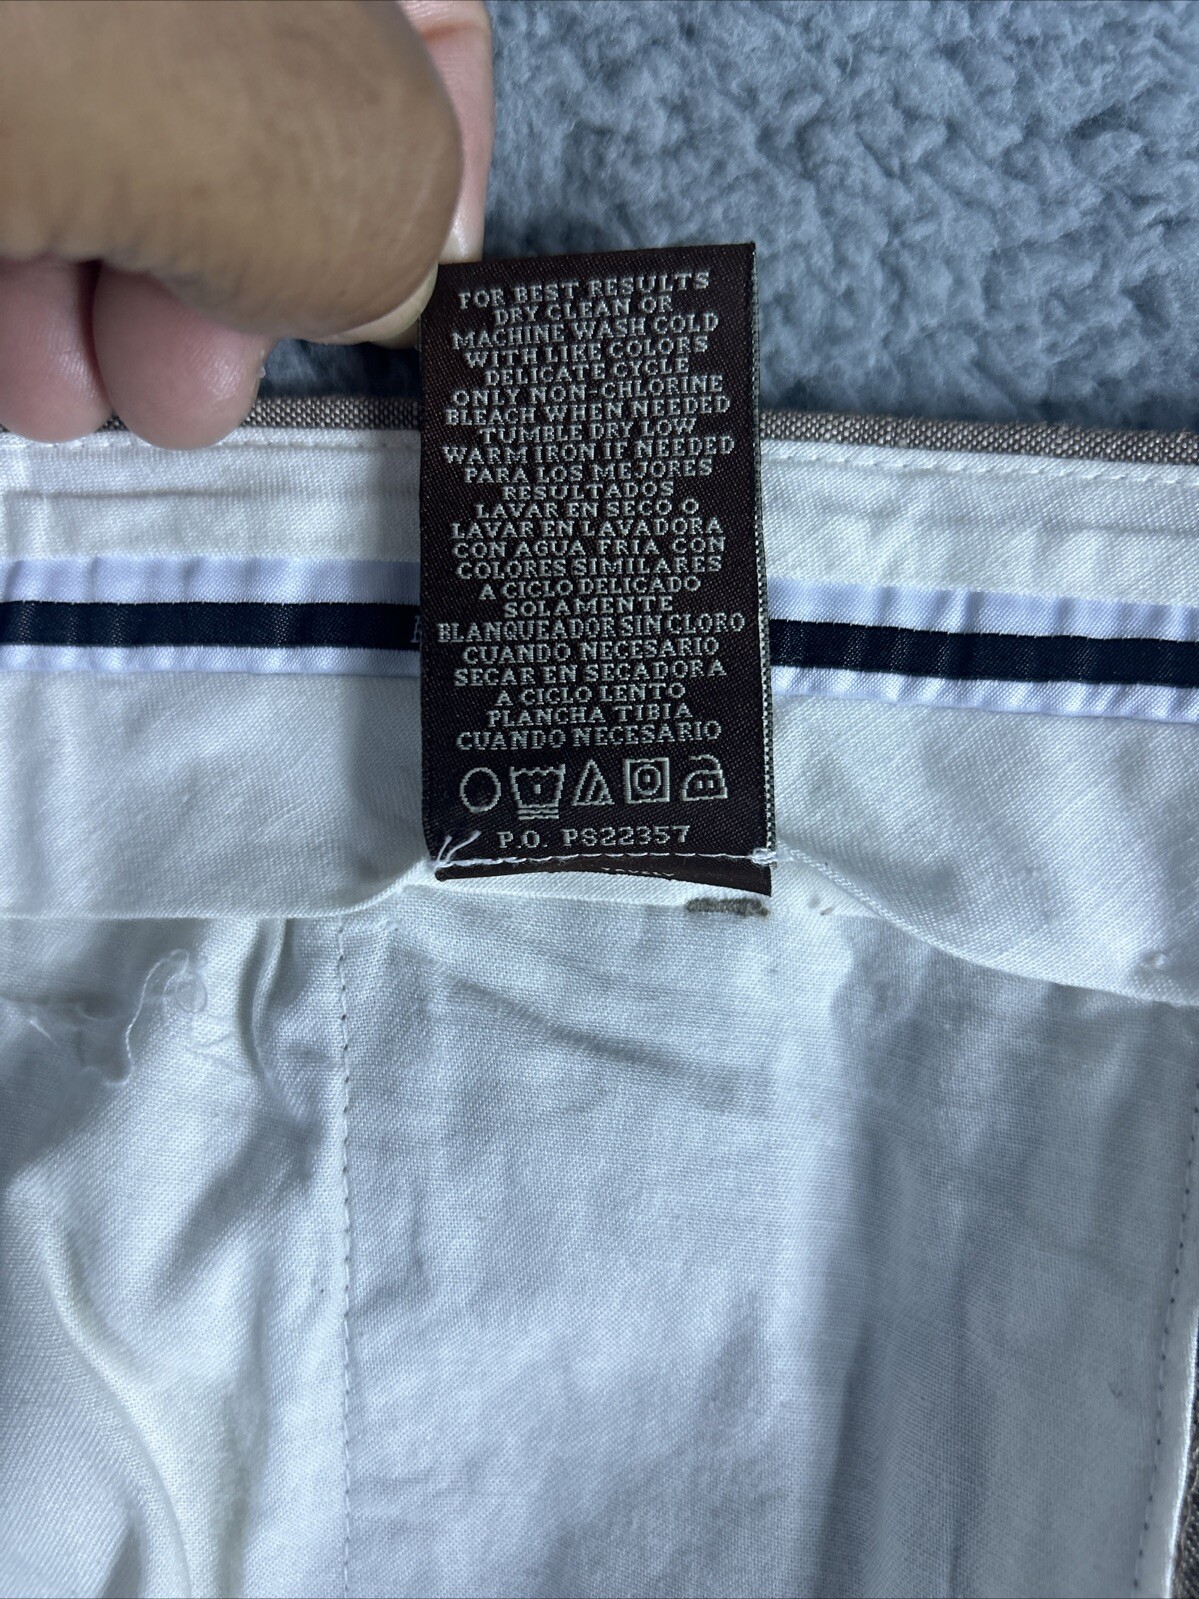 FOR BEST RESULTS
DRY CLEAN OR
MACHINE WASH COLD
WITH LIKE COLORS
DELICATE CYCLE
ONLY NON-CHLORINE
BLEACH WHEN NEEDED
TUMBLE DRY LOW
WARM IRON IF NEEDED
PARA LOS MEJORES
RESULTADOS
LAVAR EN SECO O
LAVAR EN LAVADORA
CON AGUA FRIA CON
COLORES SIMILARES
A CICLO DELICADO
SOLAMENTE
BLANQUEADOR SIN CLORO
CUANDO NECESARIO
SECAR EN SECADORA
A CICLO LENTO
PLANCHA TIBIA
CUANDO NECESARIO
P.O. PS22357